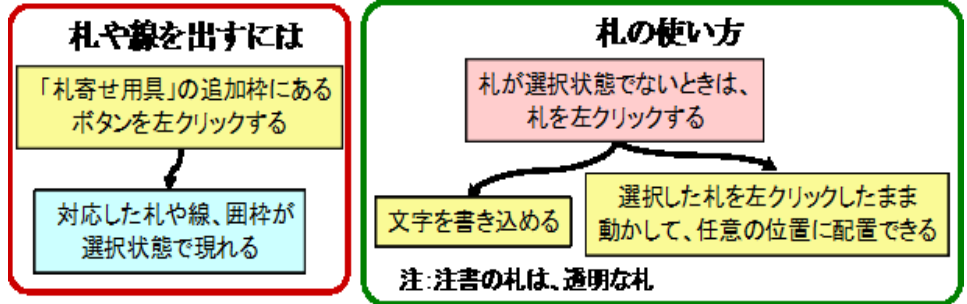 札や線を出すには
「札寄せ用具」の追加枠にある
ボタンを左クリックする
対応した札や線、囲枠が
選択状態で現れる
札の使い方
札が選択状態でないときは、
札を左クリックする
文字を書き込める
選択した札を左クリックしたまま
動かして、任意の位置に配置できる
注:注書の札は、透明な札